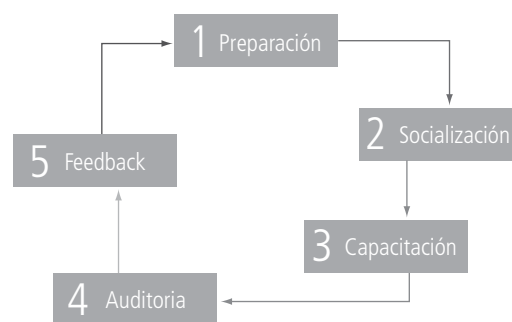 1 Preparación
2 Socialización
3 Capacitación
4 Auditoria
5 Feedback